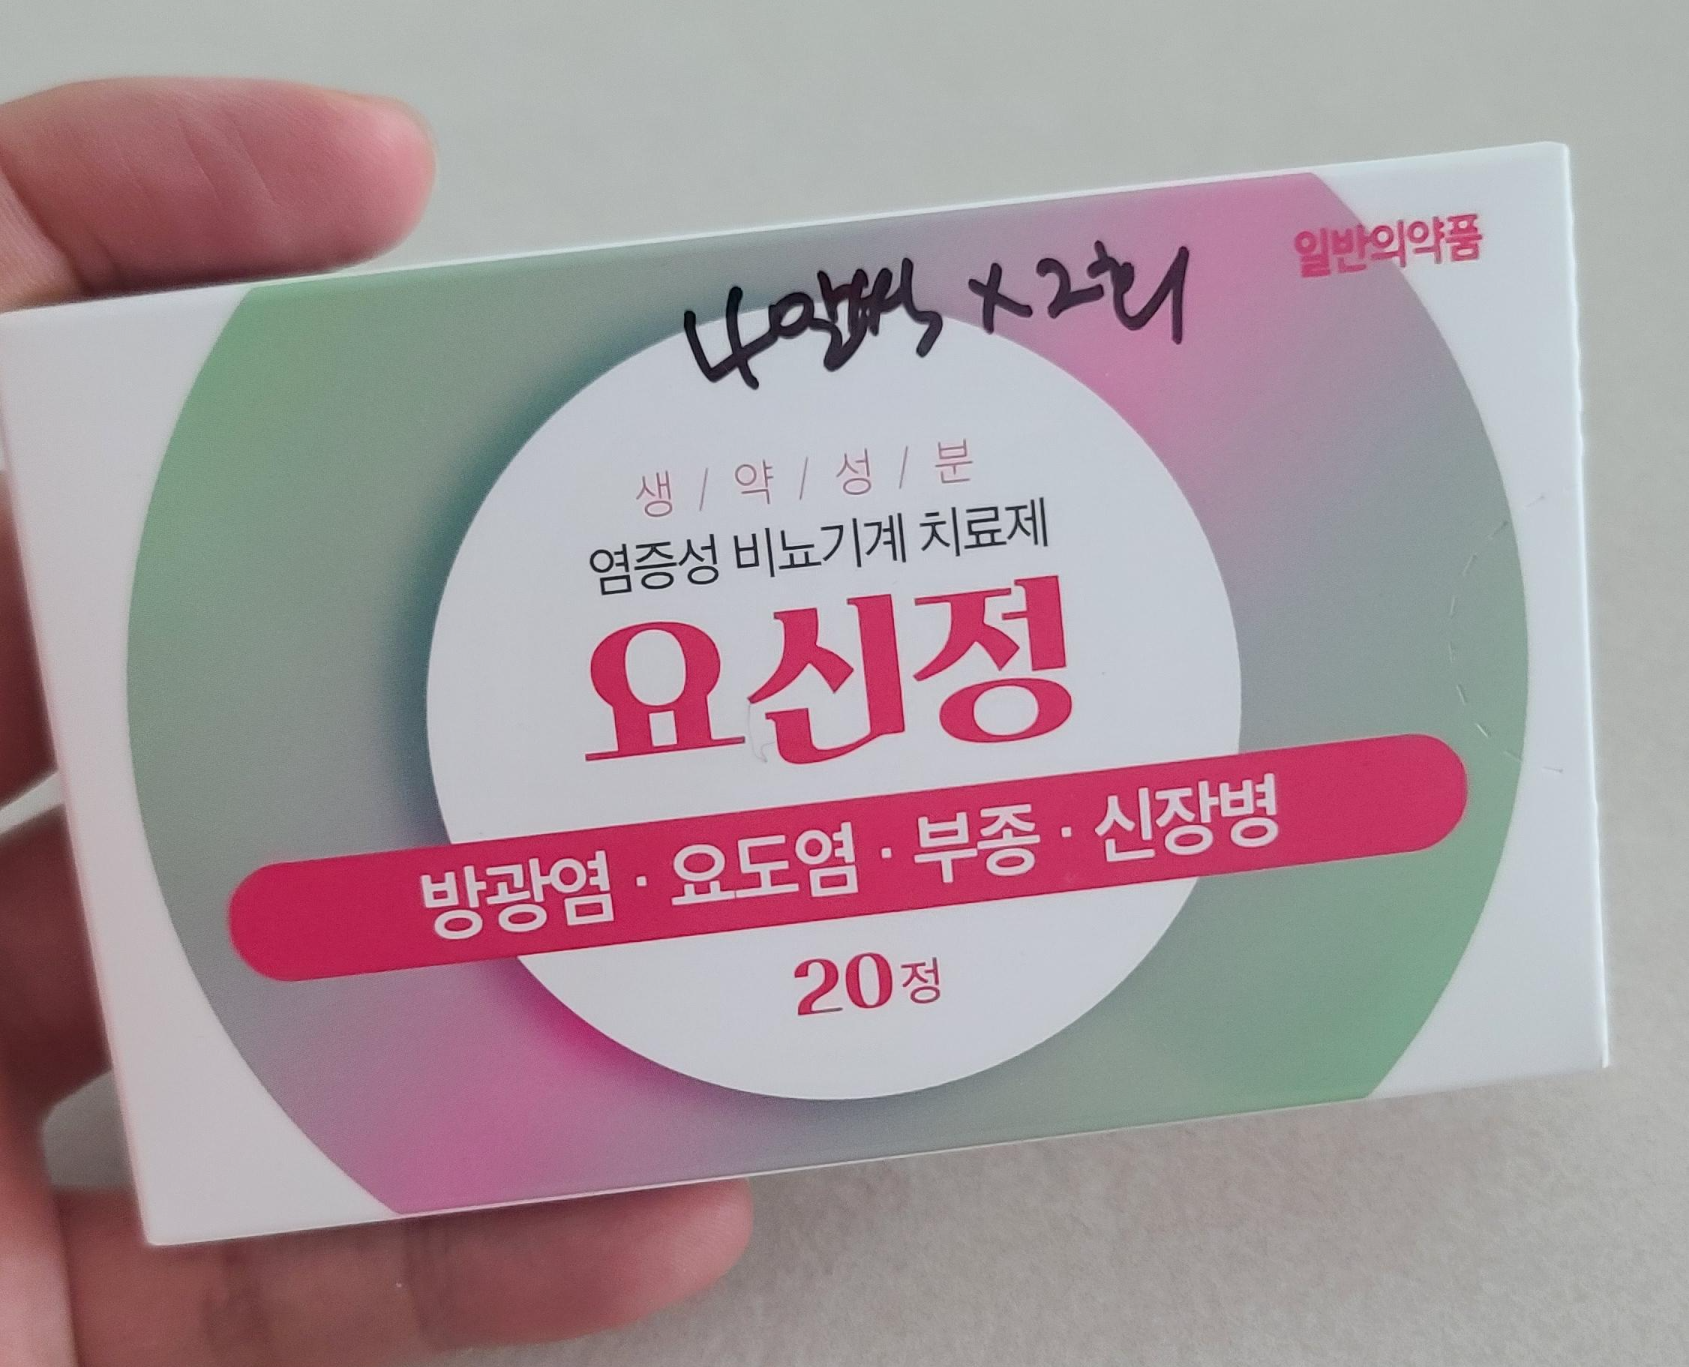 일반의약품
4알씩 x 2회
생/약/성/분
염증성 비뇨기계 치료제
요신정
방광염 · 요도염 · 부종 · 신장병
20정